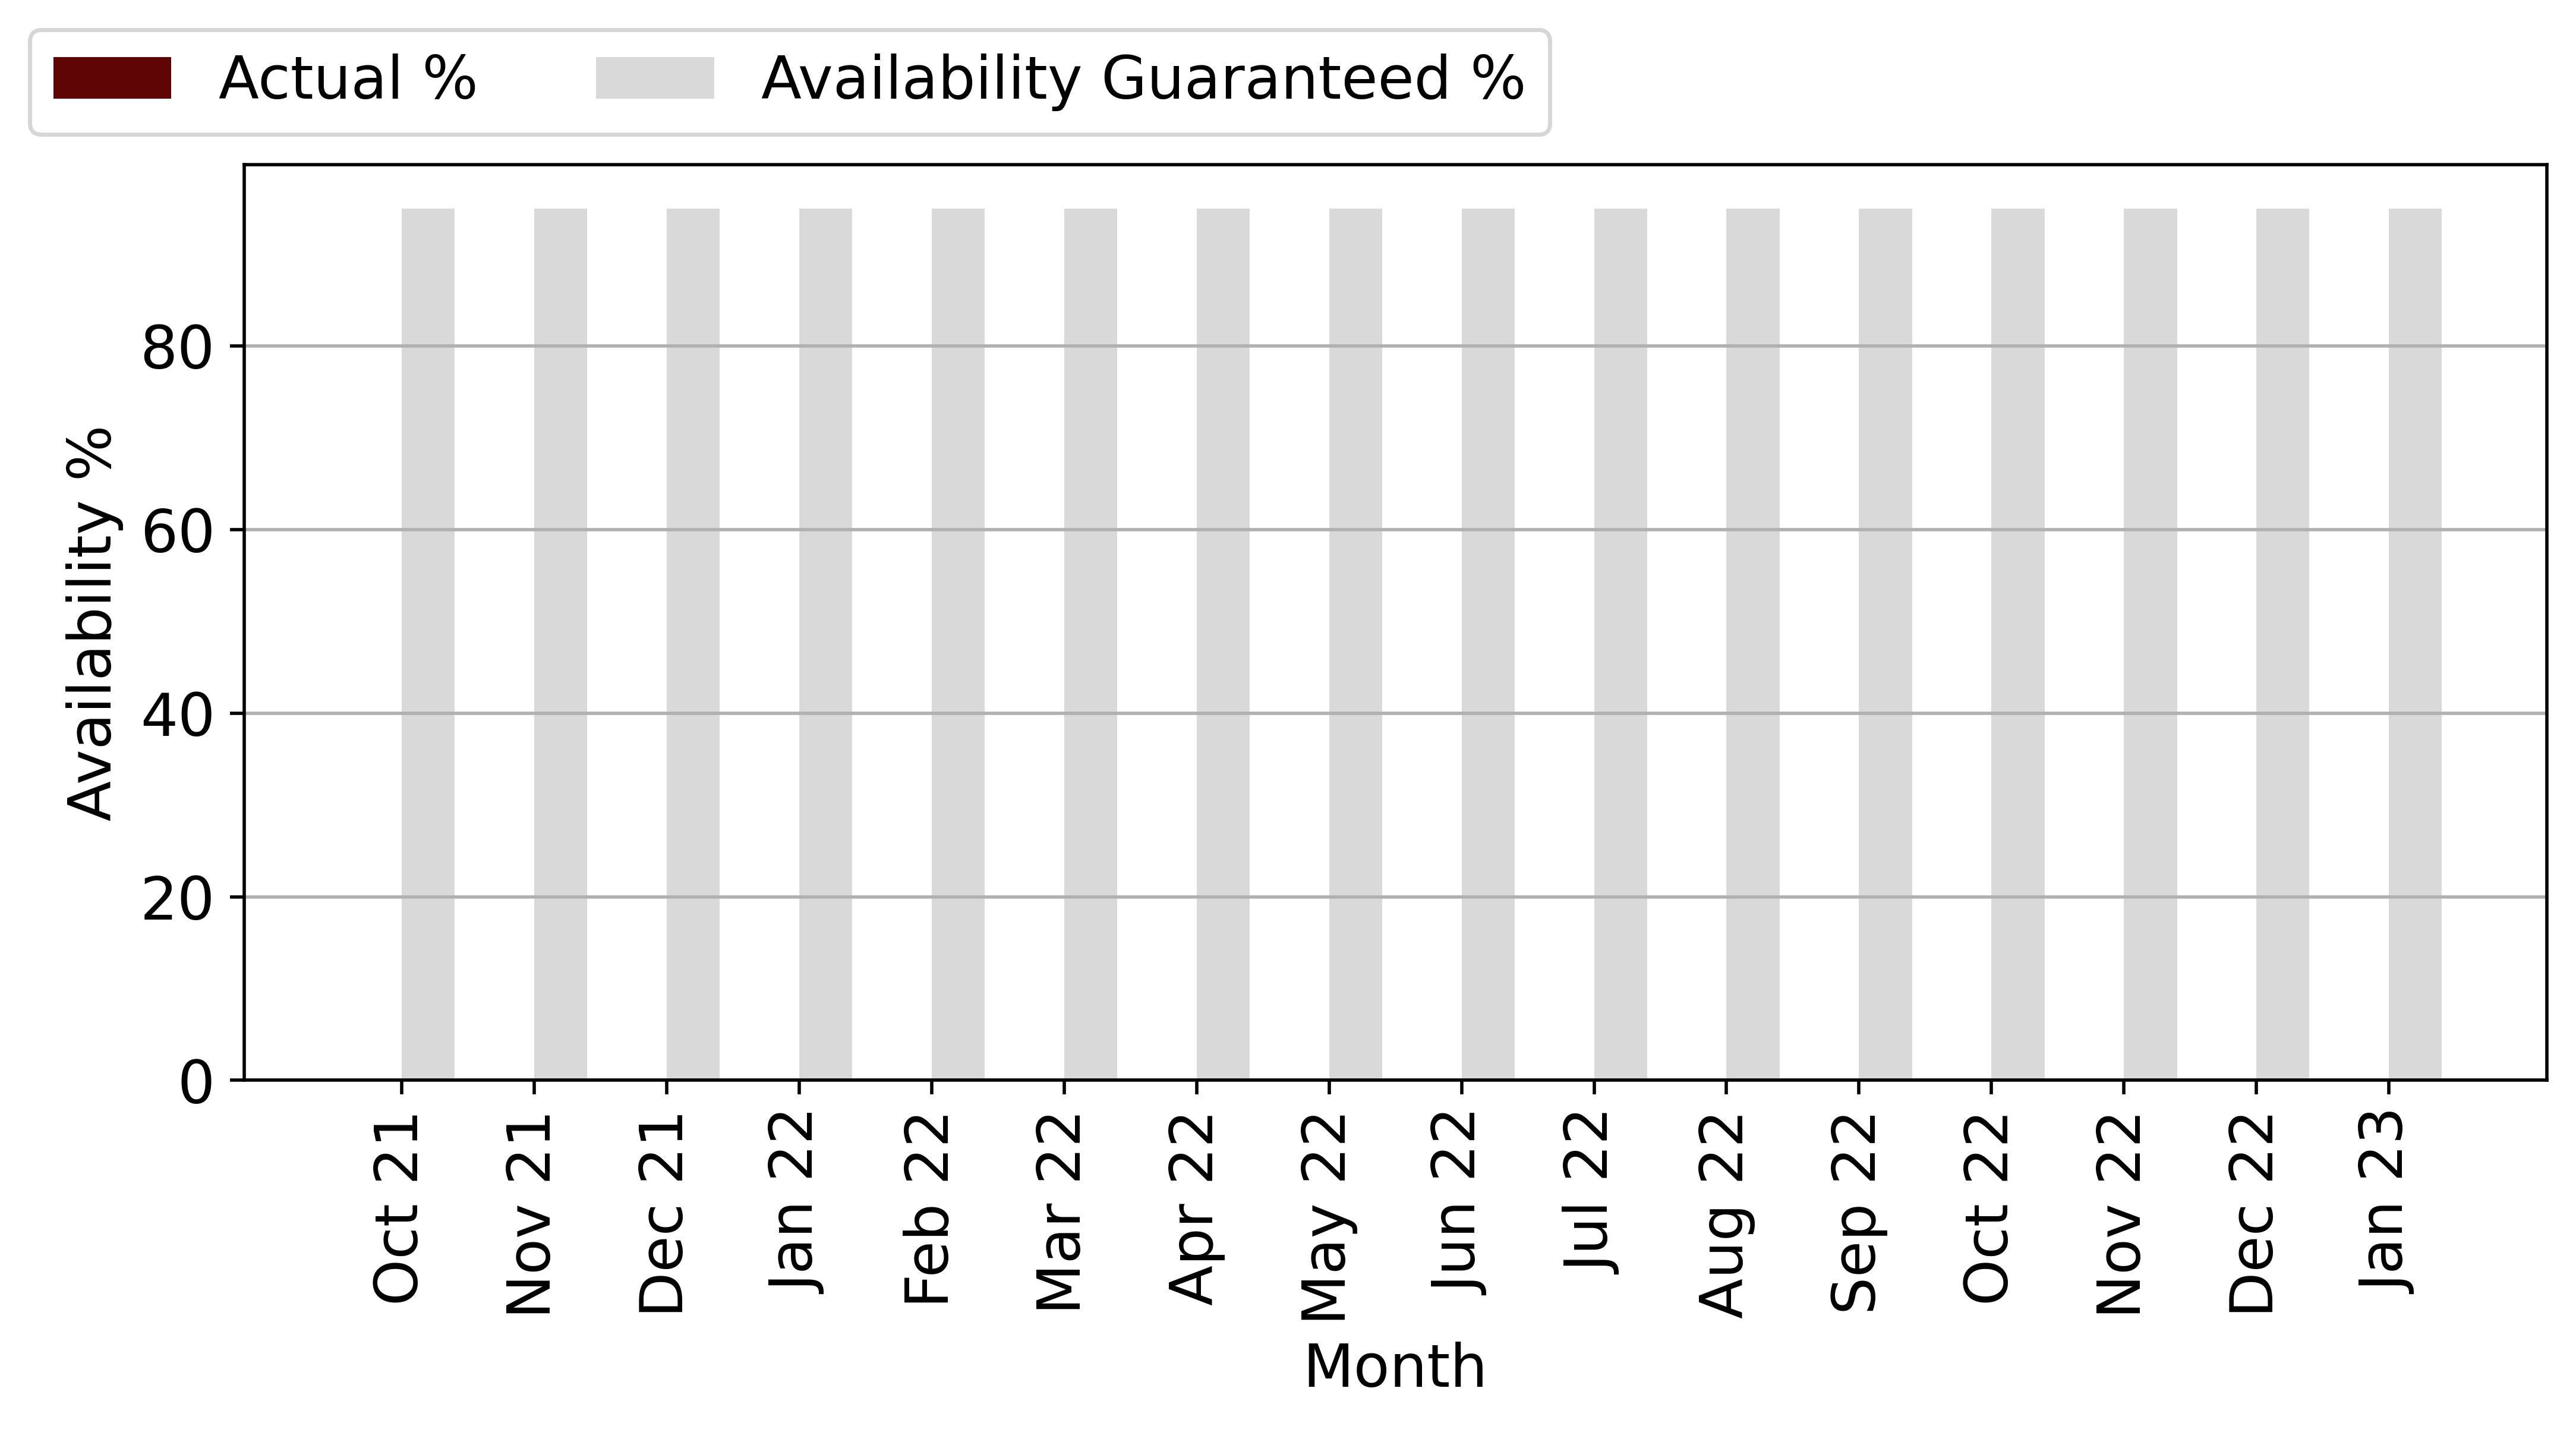 Actual % Availability Guaranteed %
80
60
40
20
0
Availability %
Oct 21
Nov 21
Dec 21
Jan 22
Feb 22
Mar 22
Apr 22
May 22
Jun 22
Jul 22
Aug 22
Sep 22
Oct 22
Nov 22
Dec 22
Jan 23
Month